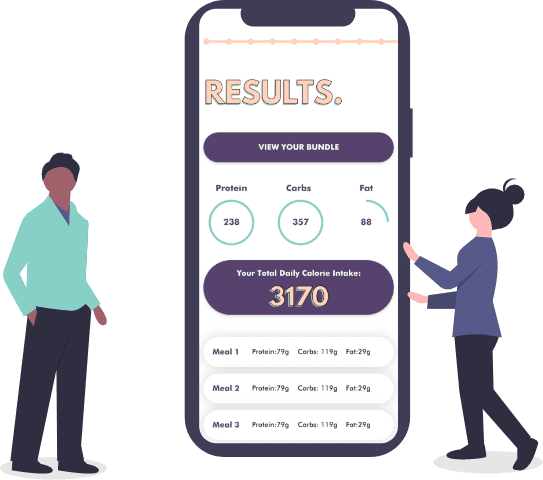 RESULTS.
VIEW YOUR BUNDLE
Protein Carbs Fat
238 357 88
Your Total Daily Calorie Intake:
3170
Meal 1 Protein:79g Carbs: 119g Fat:29g
Meal 2 Protein:79g Carbs: 119g Fat:29g
Meal 3 Protein:79g Carbs: 119g Fat:29g